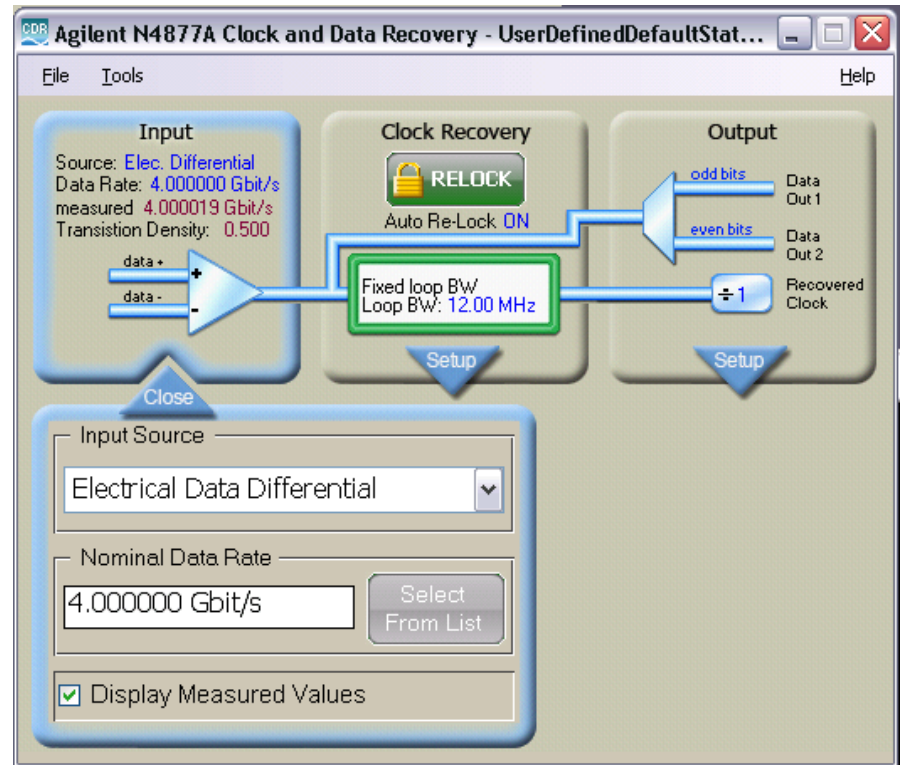 CDR Agilent N4877A Clock and Data Recovery - UserDefinedDefaultStat...
File Tools Help
Input
Source: Elec. Differential
Data Rate: 4.000000 Gbit/s
measured 4.000019 Gbit/s
Transistion Density: 0.500
data +
+
data -
-
Close
Clock Recovery
RELOCK
Auto Re-Lock ON
Fixed loop BW
Loop BW: 12.00 MHz
Setup
Output
odd bits
Data
Out 1
even bits
Data
Out 2
÷1
Recovered
Clock
Setup
Input Source
Electrical Data Differential
Nominal Data Rate
4.000000 Gbit/s
Select
From List
Display Measured Values